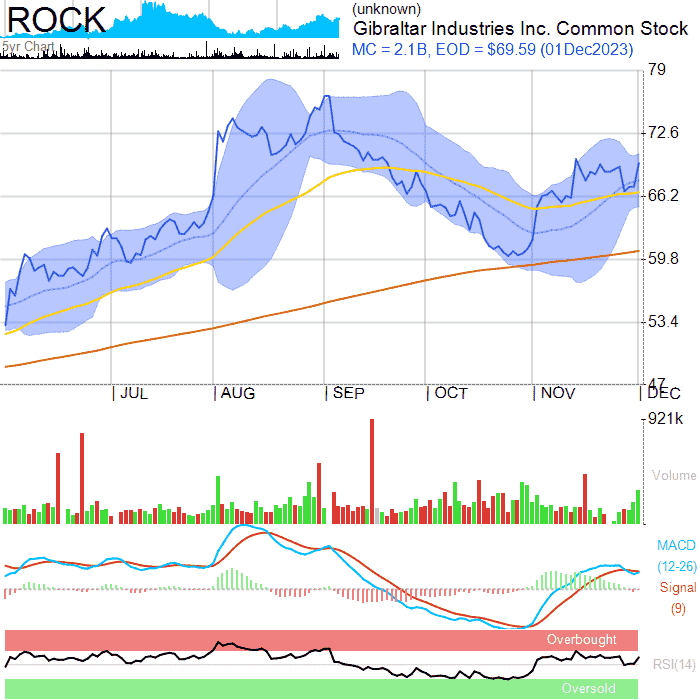 ROCK
(unknown)
Gibraltar Industries Inc. Common Stock
5yr Chart
MC = 2.1B, EOD = $69.59 (01Dec2023)
79
72.6
66.2
59.8
53.4
47
JUL AUG SEP OCT NOV DEC
921k
Volume
MACD
(12-26)
Signal
(9)
Overbought
RSI(14)
Oversold